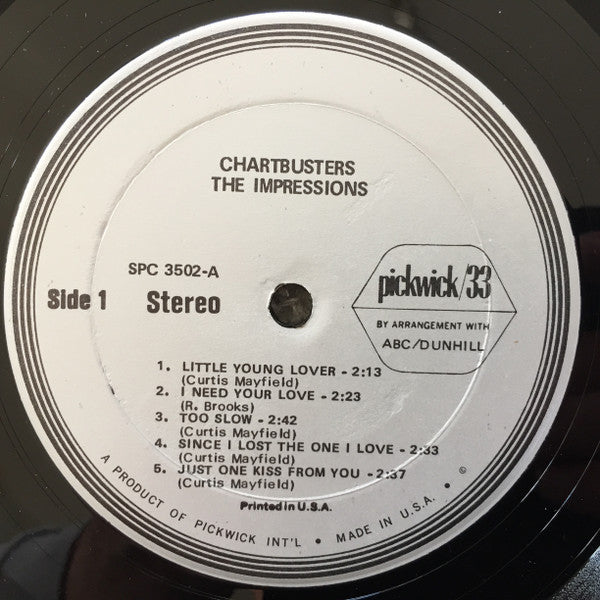 CHARTBUSTERS
THE IMPRESSIONS
SPC 3502-A
Side 1 Stereo
pickwick/33
BY ARRANGEMENT WITH
ABC/DUNHILL
1. LITTLE YOUNG LOVER - 2:13
(Curtis Mayfield)
2. I NEED YOUR LOVE - 2:23
(R. Brooks)
3. TOO SLOW - 2:42
(Curtis Mayfield)
4. SINCE I LOST THE ONE I LOVE - 2:33
(Curtis Mayfield)
5. JUST ONE KISS FROM YOU - 2:37
(Curtis Mayfield)
Printed in U.S.A.
A PRODUCT OF PICKWICK INT'L • MADE IN U.S.A. • ©